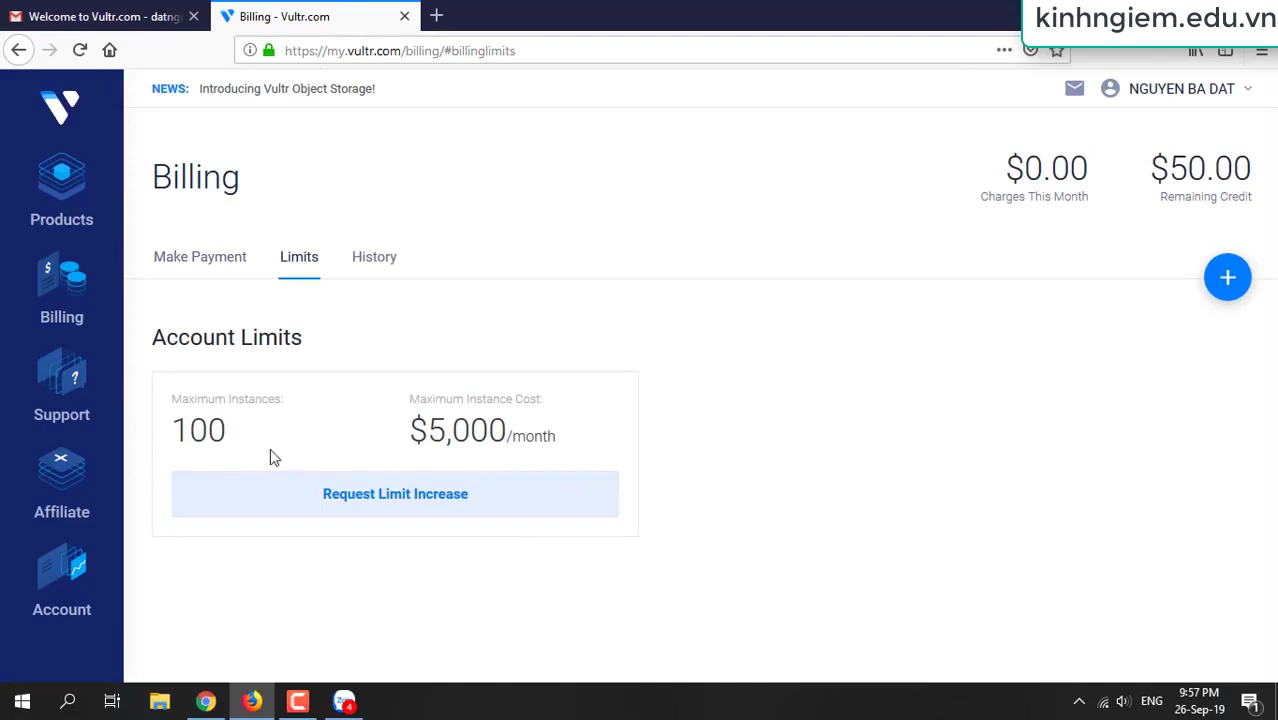 Welcome to Vultr.com - datng
Billing - Vultr.com
kinhngiem.edu.vn
https://my.vultr.com/billing/#billinglimits
NEWS: Introducing Vultr Object Storage!
NGUYEN BA DAT
Billing
$0.00
Charges This Month
$50.00
Remaining Credit
Products
Billing
Support
Affiliate
Account
Make Payment
Limits
History
Account Limits
Maximum Instances:
100
Maximum Instance Cost:
$5,000/month
Request Limit Increase
ENG
9:57 PM
26-Sep-19